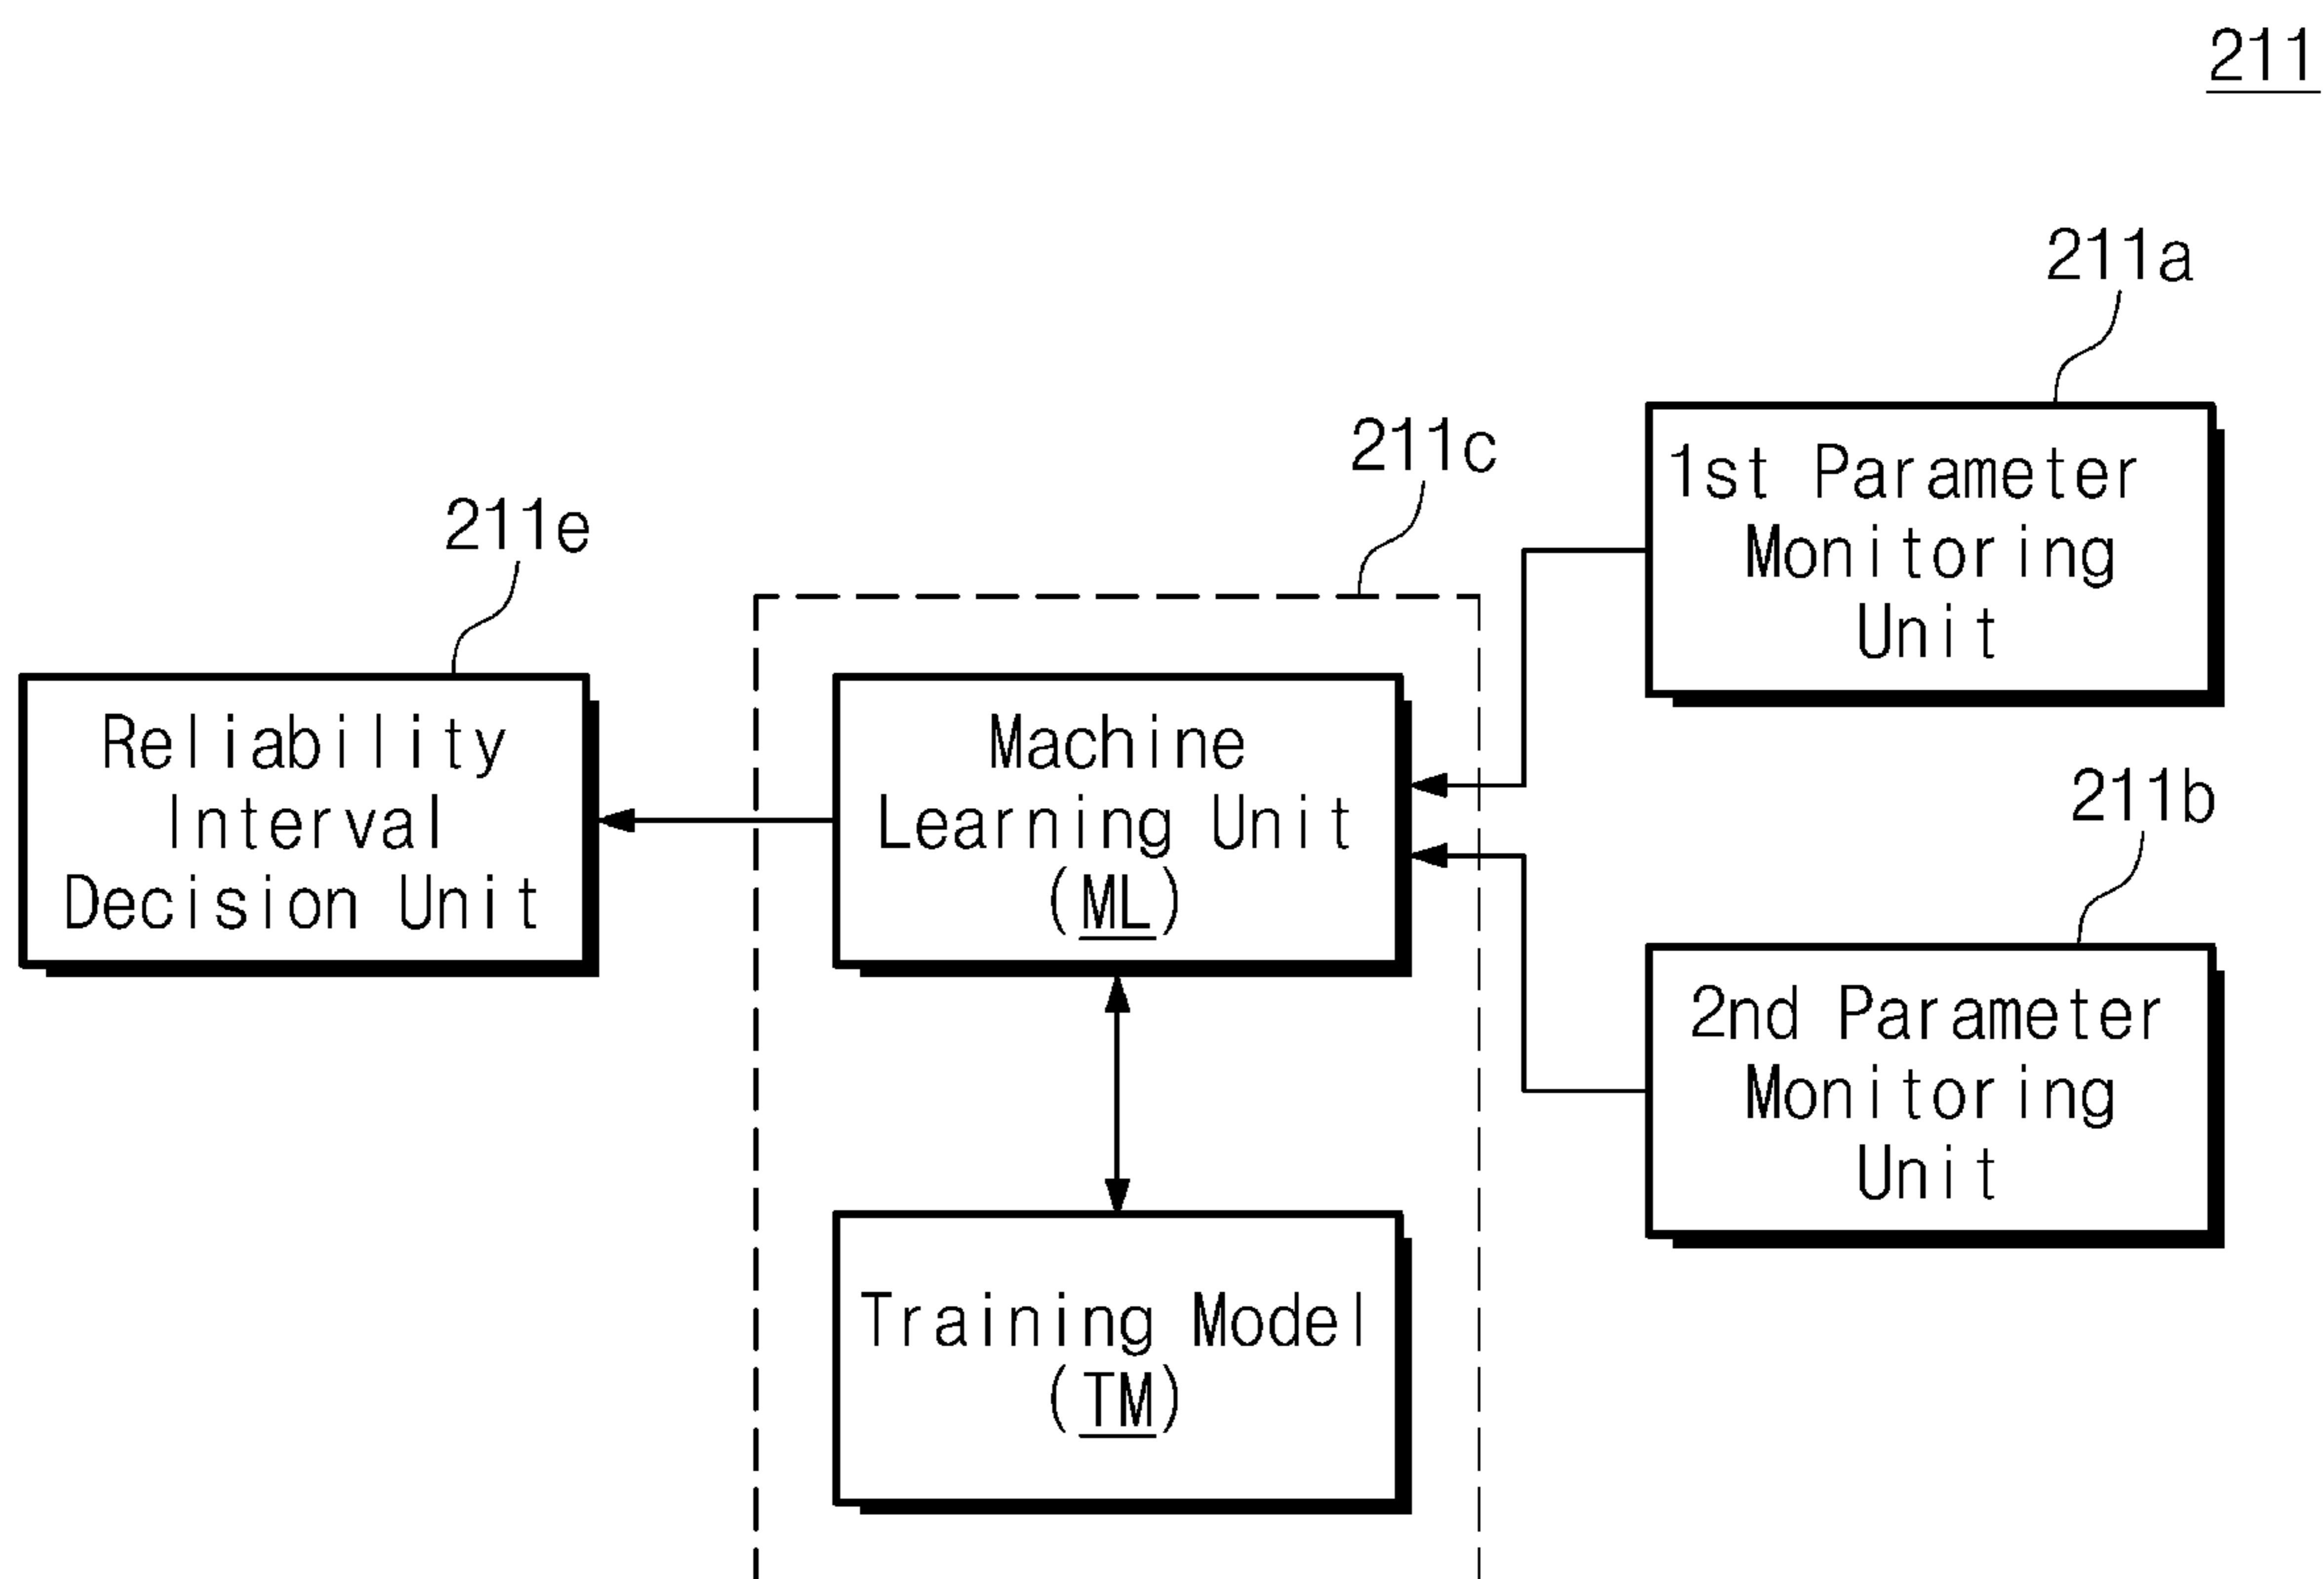 211
211a
1st Parameter
Monitoring
Unit
211c
211e
Reliability
Interval
Decision Unit
Machine
Learning Unit
(ML)
211b
2nd Parameter
Monitoring
Unit
Training Model
(TM)